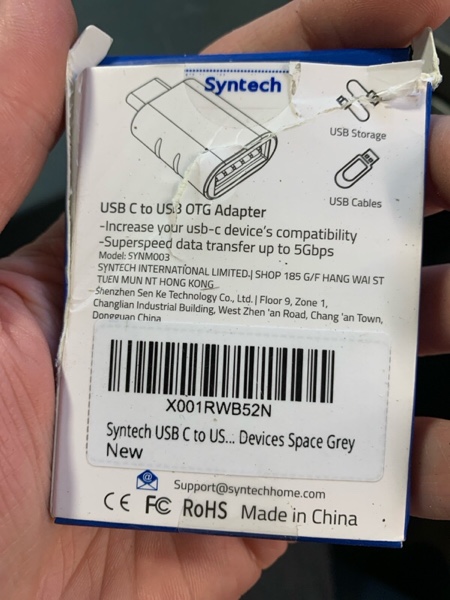 Syntech
USB Storage
USB Cables
USB C to USB OTG Adapter
-Increase your usb-c device's compatibility
-Superspeed data transfer up to 5Gbps
Model: SYNM003
SYNTECH INTERNATIONAL LIMITED.| SHOP 185 G/F HANG WAI ST
TUEN MUN NT HONG KONG
Shenzhen Sen Ke Technology Co., Ltd.| Floor 9, Zone 1,
Changlian Industrial Building, West Zhen 'an Road, Chang 'an Town,
Dongguan China
X001RWB52N
Syntech USB C to US... Devices Space Grey
New
Support@syntechhome.com
CE FC RoHS Made in China